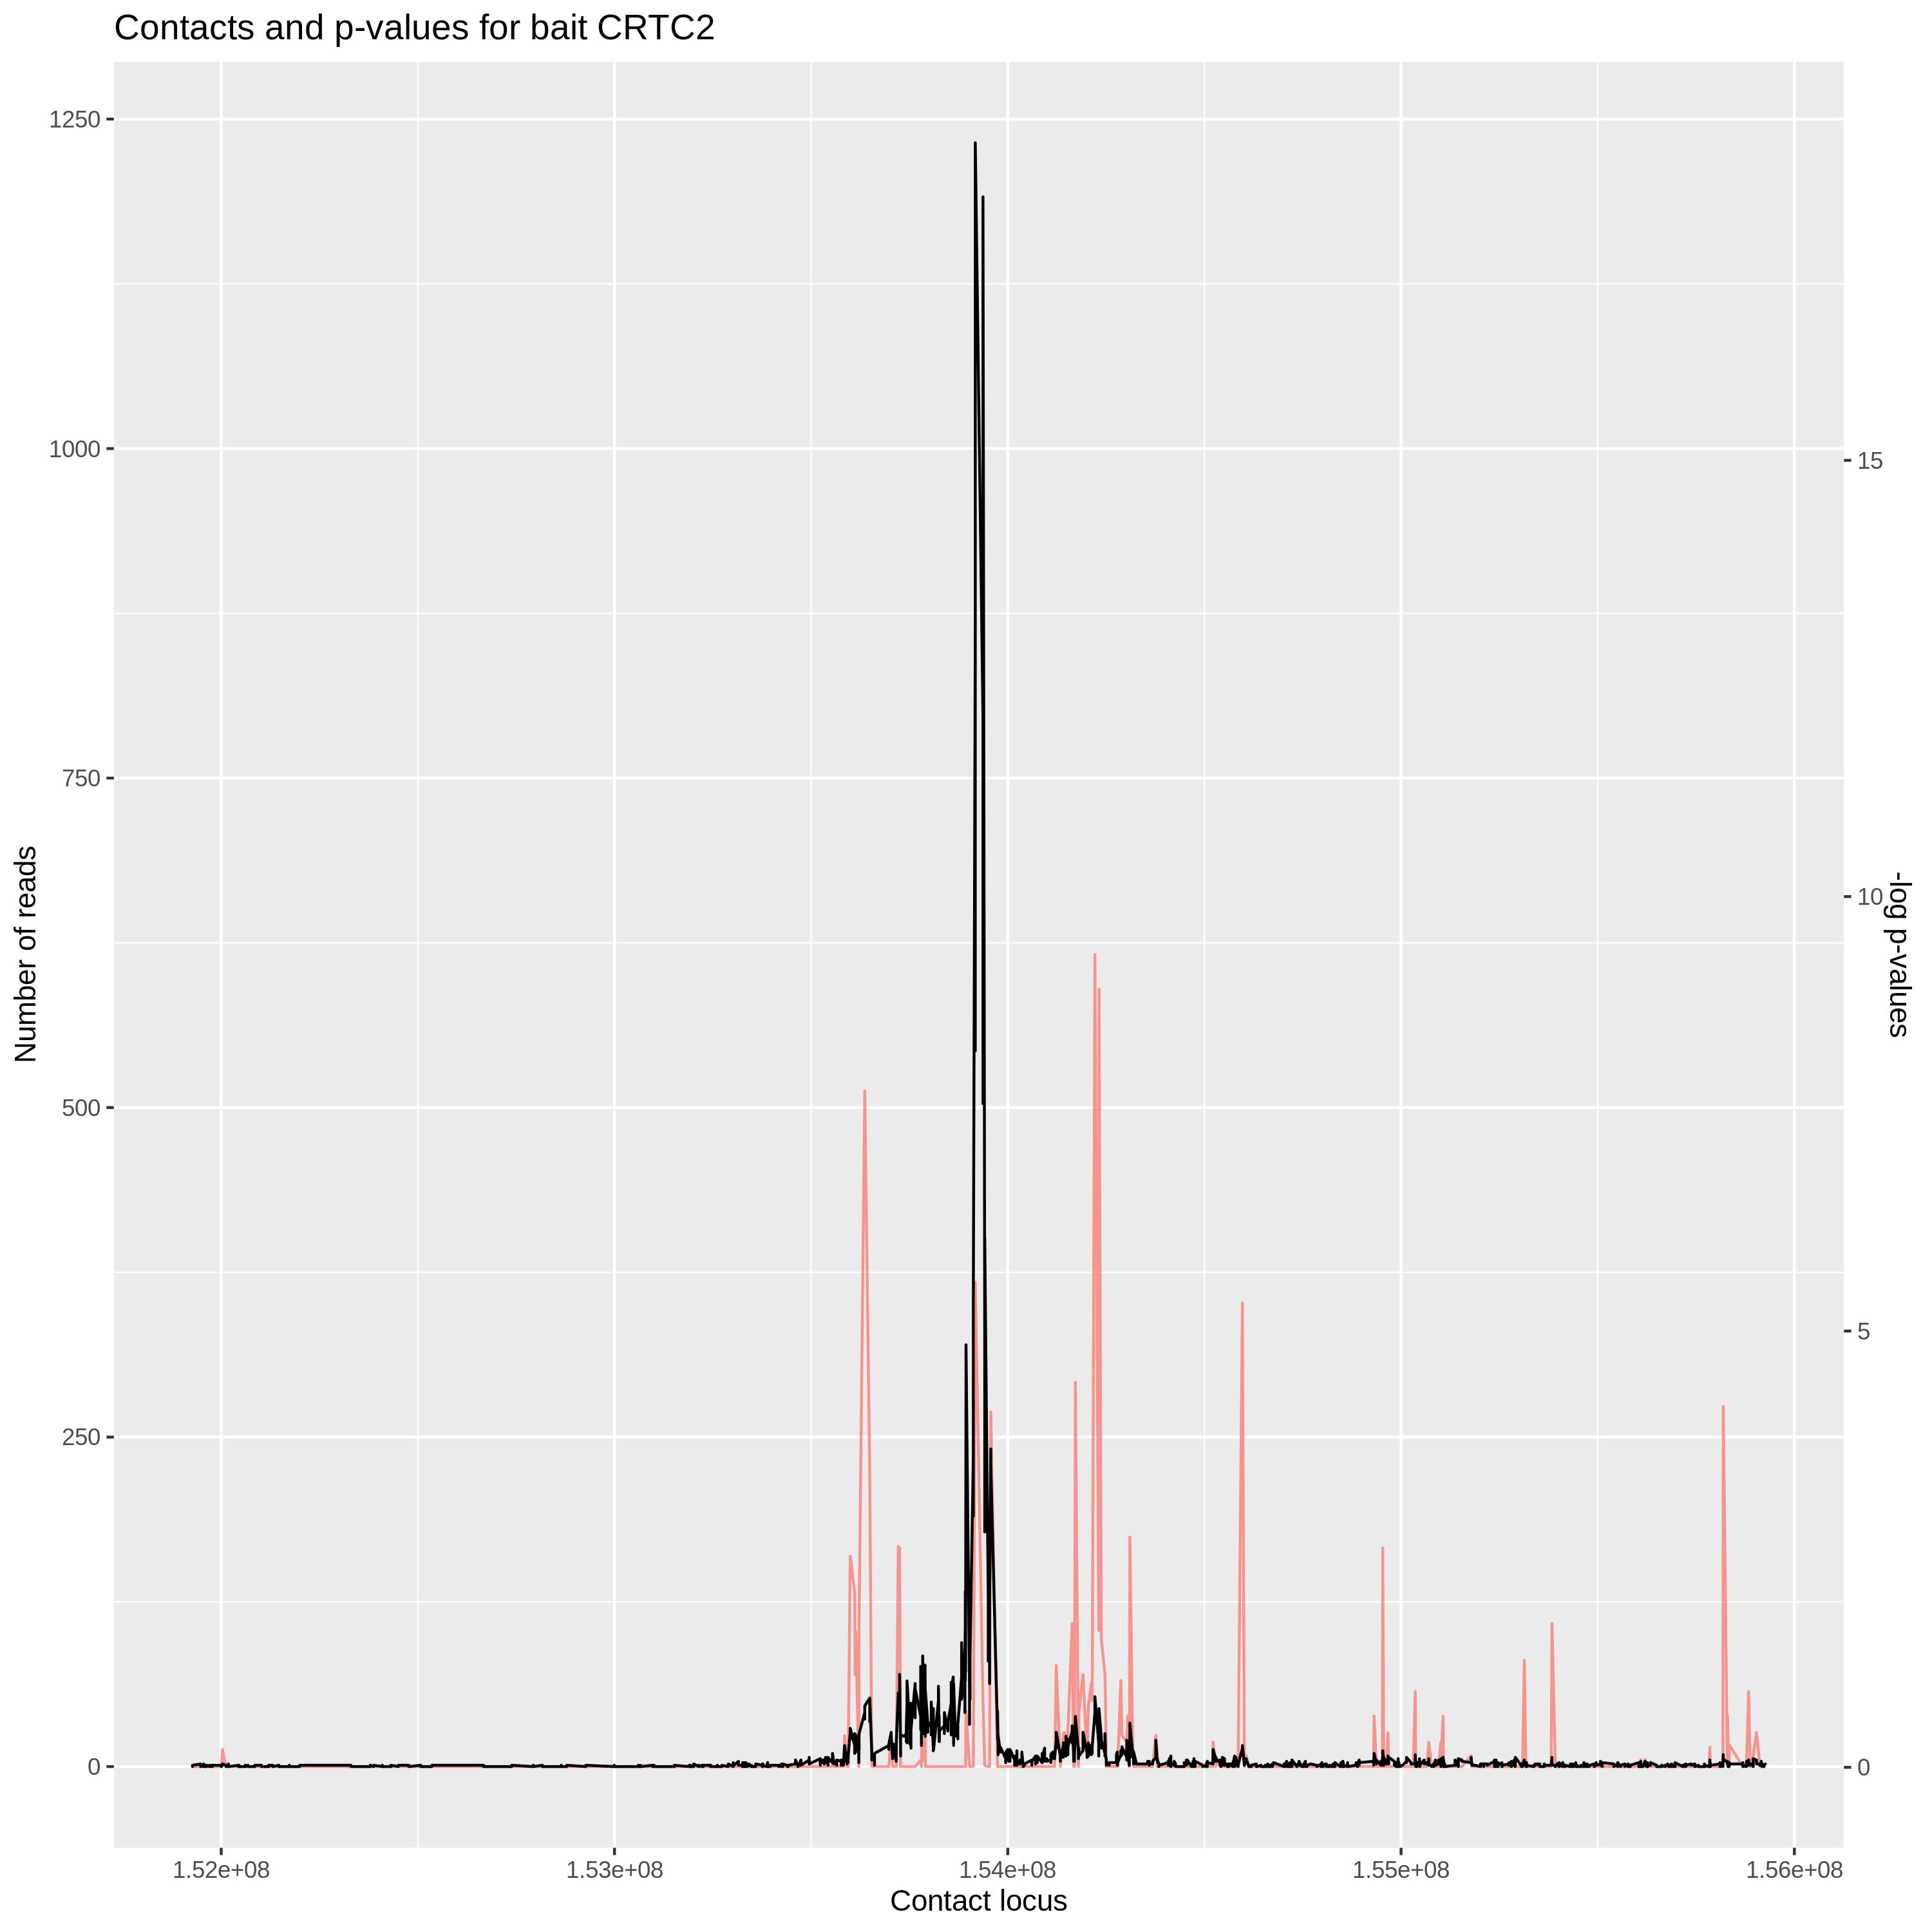 Contacts and p-values for bait CRTC2
1250
1000
750
500
250
0
Number of reads
15
10
5
0
-log p-values
1.52e+08
1.53e+08
1.54e+08
1.55e+08
1.56e+08
Contact locus